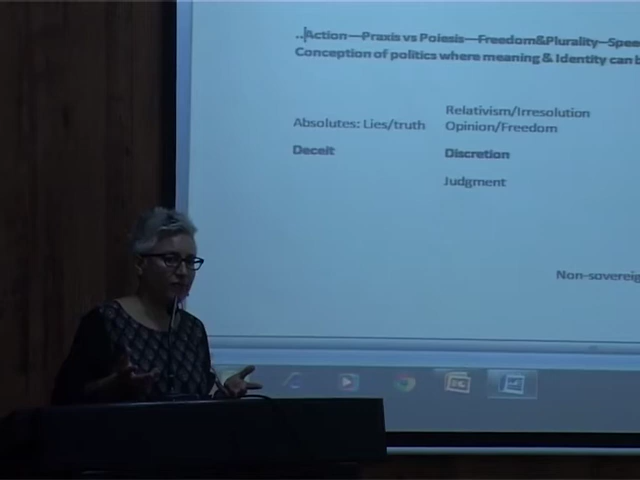 ..Action—Praxis vs Poiesis—Freedom&Plurality—Spee
Conception of politics where meaning & Identity can b
Absolutes: Lies/truth
Relativism/Irresolution
Opinion/Freedom
Deceit
Discretion
Judgment
Non-sovereig